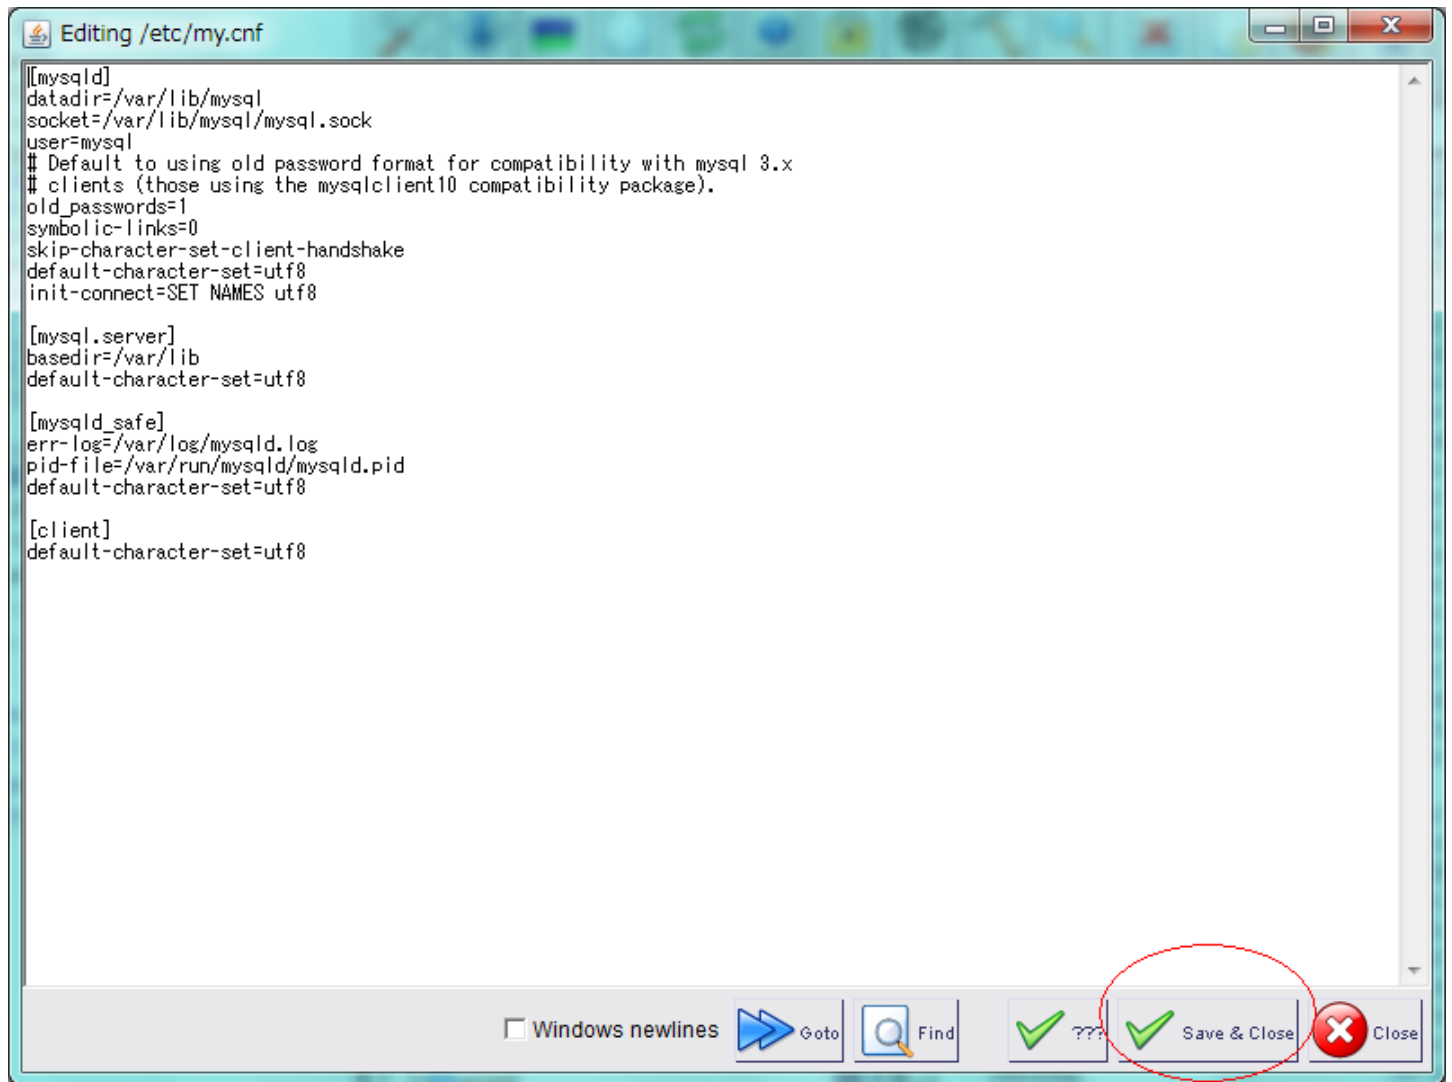 Editing /etc/my.cnf
[mysqld]
datadir=/var/lib/mysql
socket=/var/lib/mysql/mysql.sock
user=mysql
# Default to using old password format for compatibility with mysql 3.x
# clients (those using the mysqlclient10 compatibility package).
old_passwords=1
symbolic-links=0
skip-character-set-client-handshake
default-character-set=utf8
init-connect=SET NAMES utf8
[mysql.server]
basedir=/var/lib
default-character-set=utf8
[mysqld_safe]
err-log=/var/log/mysqld.log
pid-file=/var/run/mysqld/mysqld.pid
default-character-set=utf8
[client]
default-character-set=utf8
Windows newlines Goto Find ??? Save & Close Close